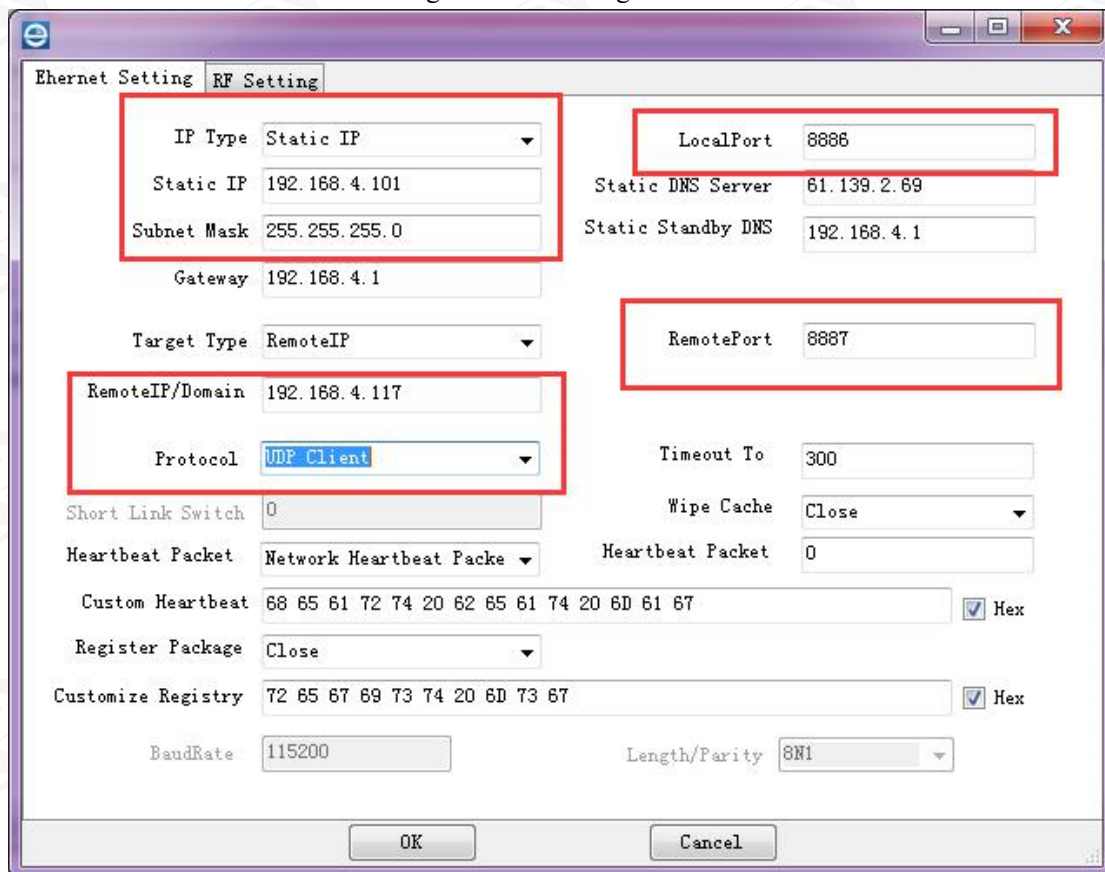 Ehernet Setting RF Setting
IP Type Static IP LocalPort 8886
Static IP 192.168.4.101 Static DNS Server 61.139.2.69
Subnet Mask 255.255.255.0 Static Standby DNS 192.168.4.1
Gateway 192.168.4.1
Target Type RemoteIP RemotePort 8887
RemoteIP/Domain 192.168.4.117
Protocol UDP Client Timeout To 300
Short Link Switch 0 Wipe Cache Close
Heartbeat Packet Network Heartbeat Packe Heartbeat Packet 0
Custom Heartbeat 68 65 61 72 74 20 62 65 61 74 20 6D 61 67 Hex
Register Package Close
Customize Registry 72 65 67 69 73 74 20 6D 73 67 Hex
BaudRate 115200 Length/Parity 8N1
OK Cancel